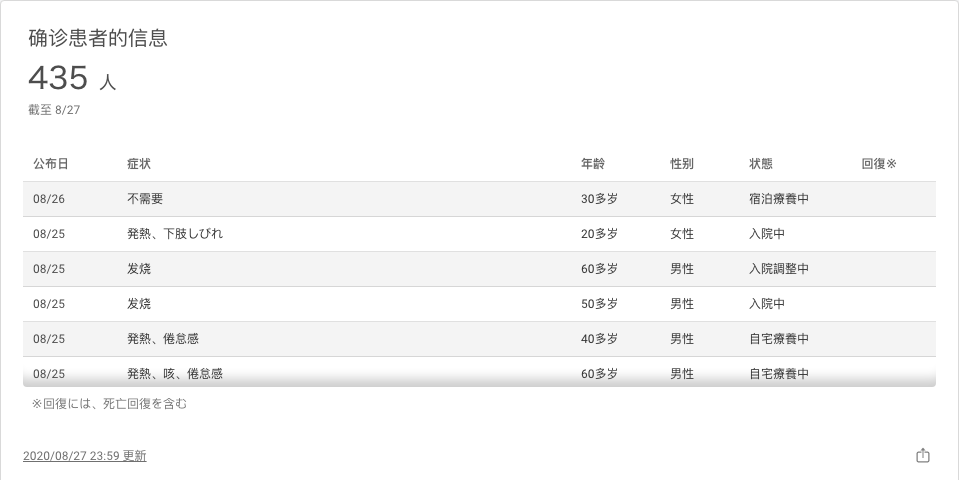 确诊患者的信息
435 人
截至 8/27
公布日 症状 年龄 性别 状態 回復※
08/26 不需要 30多岁 女性 宿泊療養中
08/25 発熱、下肢しびれ 20多岁 女性 入院中
08/25 发烧 60多岁 男性 入院調整中
08/25 发烧 50多岁 男性 入院中
08/25 発熱、倦怠感 40多岁 男性 自宅療養中
08/25 発熱、咳、倦怠感 60多岁 男性 自宅療養中
※回復には、死亡回復を含む
2020/08/27 23:59 更新